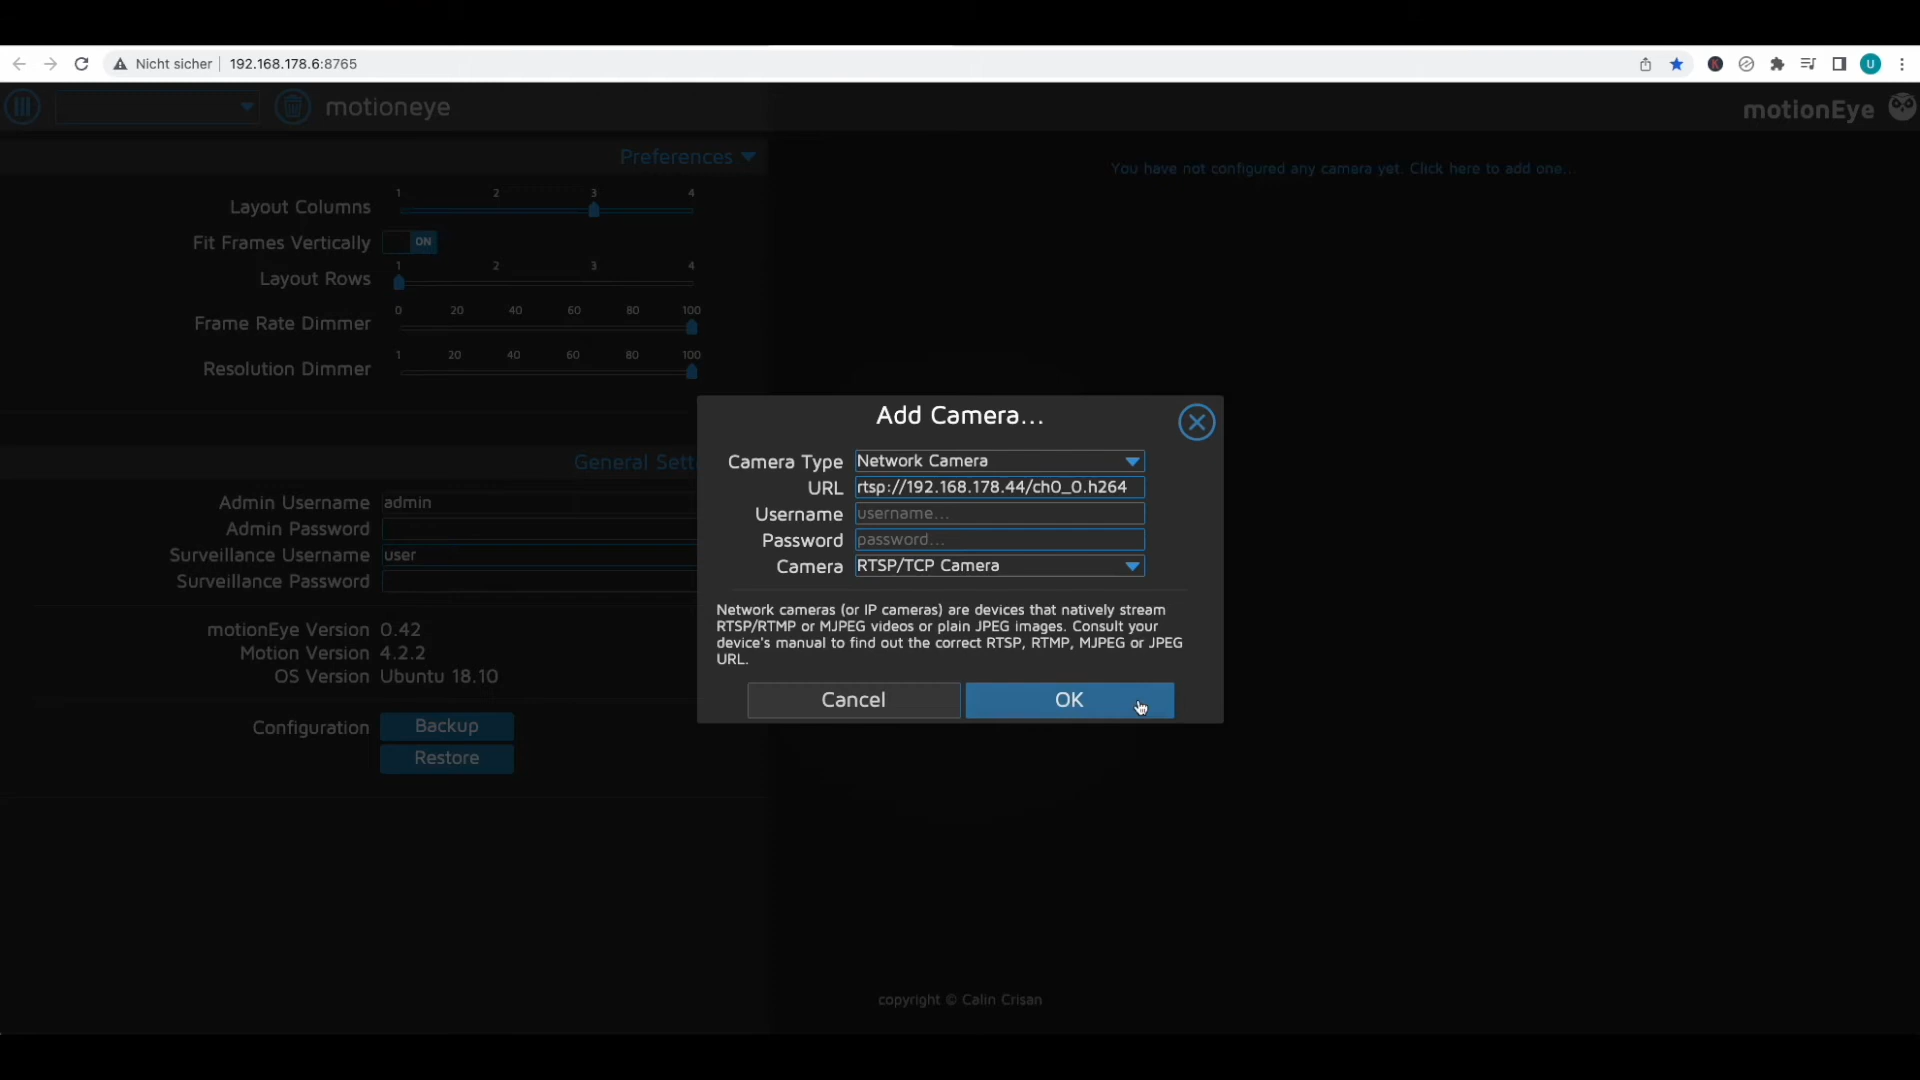 Nicht sicher 192.168.178.6:8765 U
motioneye motionEye
Preferences
You have not configured any camera yet. Click here to add one...
Layout Columns 1 2 3 4
Fit Frames Vertically ON
Layout Rows 1 2 3 4
Frame Rate Dimmer 0 20 40 60 80 100
Resolution Dimmer 1 20 40 60 80 100
General Sett
Admin Username admin
Admin Password
Surveillance Username user
Surveillance Password
motionEye Version 0.42
Motion Version 4.2.2
OS Version Ubuntu 18.10
Configuration Backup
Restore
Add Camera...
Camera Type Network Camera
URL rtsp://192.168.178.44/ch0_0.h264
Username username...
Password password...
Camera RTSP/TCP Camera
Network cameras (or IP cameras) are devices that natively stream
RTSP/RTMP or MJPEG videos or plain JPEG images. Consult your
device's manual to find out the correct RTSP, RTMP, MJPEG or JPEG
URL.
Cancel OK
copyright © Calin Crisan